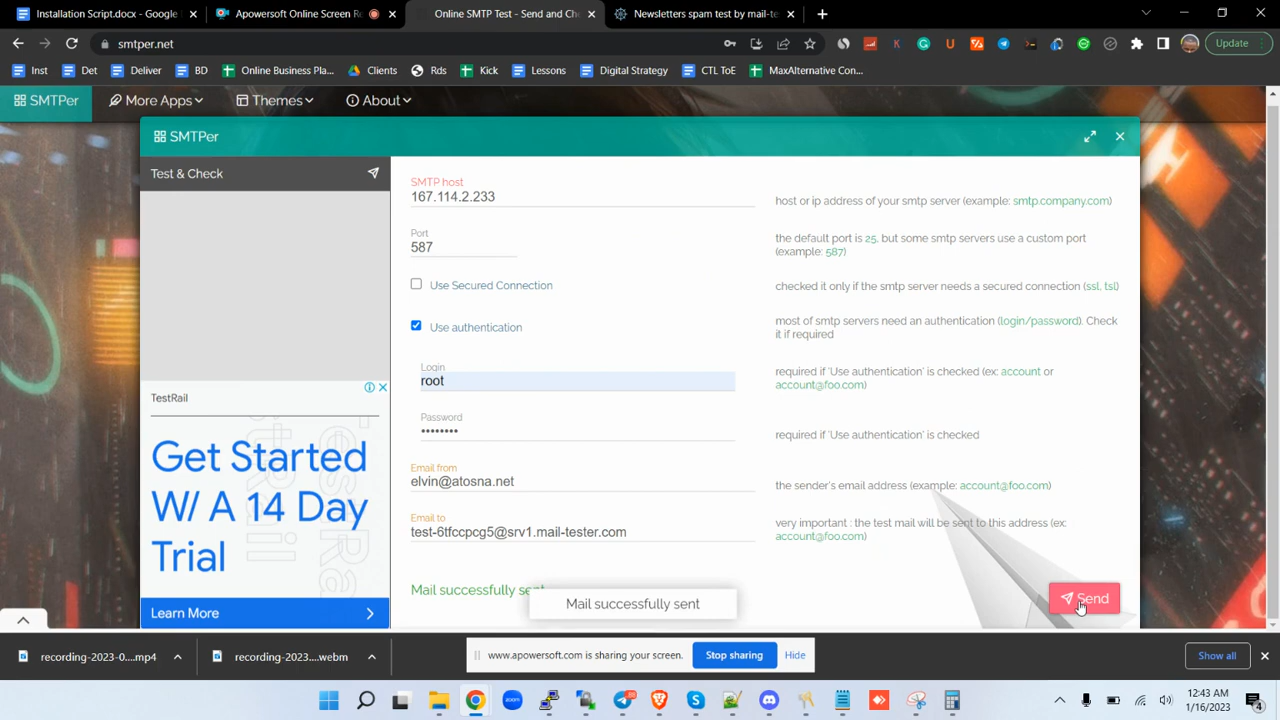 Installation Script.docx - Google
Apowersoft Online Screen Re
Online SMTP Test - Send and Che
Newsletters spam test by mail-te
smtper.net
Update
Inst
Det
Deliver
BD
Online Business Pla...
Clients
Rds
Kick
Lessons
Digital Strategy
CTL ToE
MaxAlternative Con...
SMTPer
More Apps
Themes
About
SMTPer
Test & Check
SMTP host
167.114.2.233
host or ip address of your smtp server (example: smtp.company.com)
Port
587
the default port is 25, but some smtp servers use a custom port
(example: 587)
Use Secured Connection
checked it only if the smtp server needs a secured connection (ssl, tsl)
Use authentication
most of smtp servers need an authentication (login/password). Check
it if required
Login
root
required if 'Use authentication' is checked (ex: account or
account@foo.com)
Password
••••••••
required if 'Use authentication' is checked
Email from
elvin@atosna.net
the sender's email address (example: account@foo.com)
Email to
test-6tfccpcg5@srv1.mail-tester.com
very important : the test mail will be sent to this address (ex:
account@foo.com)
TestRail
Get Started
W/ A 14 Day
Trial
Learn More
Mail successfully sent
Mail successfully sent
Send
recording-2023-0....mp4
recording-2023....webm
www.apowersoft.com is sharing your screen.
Stop sharing
Hide
Show all
12:43 AM
1/16/2023
4